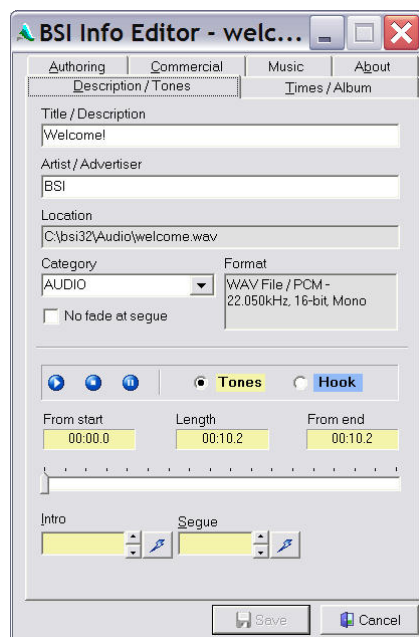 BSI Info Editor - welc...
Authoring Commercial Music About
Description / Tones Times / Album
Title / Description
Welcome!
Artist / Advertiser
BSI
Location
C:\bsi32\Audio\welcome.wav
Category Format
AUDIO WAV File / PCM -
22.050kHz, 16-bit, Mono
No fade at segue
Tones Hook
From start Length From end
00:00.0 00:10.2 00:10.2
Intro Segue
Save Cancel